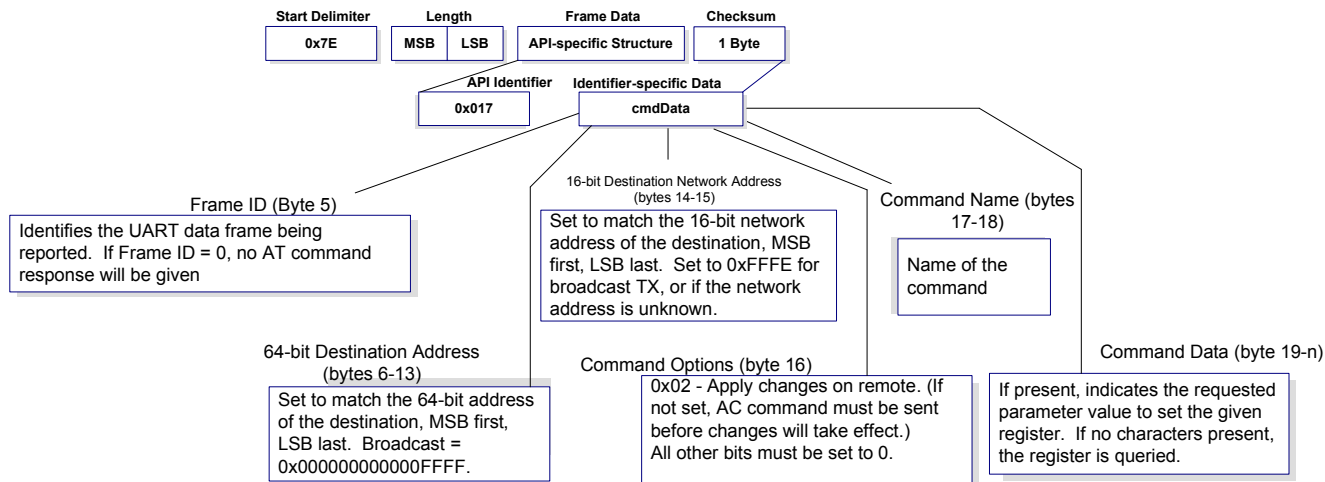 Start Delimiter Length Frame Data Checksum
0x7E MSB LSB API-specific Structure 1 Byte
API Identifier Identifier-specific Data
0x017 cmdData
Frame ID (Byte 5)
Identifies the UART data frame being
reported. If Frame ID = 0, no AT command
response will be given
16-bit Destination Network Address
(bytes 14-15)
Set to match the 16-bit network
address of the destination, MSB
first, LSB last. Set to 0xFFFE for
broadcast TX, or if the network
address is unknown.
Command Name (bytes
17-18)
Name of the
command
64-bit Destination Address
(bytes 6-13)
Set to match the 64-bit address
of the destination, MSB first,
LSB last. Broadcast =
0x000000000000FFFF.
Command Options (byte 16)
0x02 - Apply changes on remote. (If
not set, AC command must be sent
before changes will take effect.)
All other bits must be set to 0.
Command Data (byte 19-n)
If present, indicates the requested
parameter value to set the given
register. If no characters present,
the register is queried.